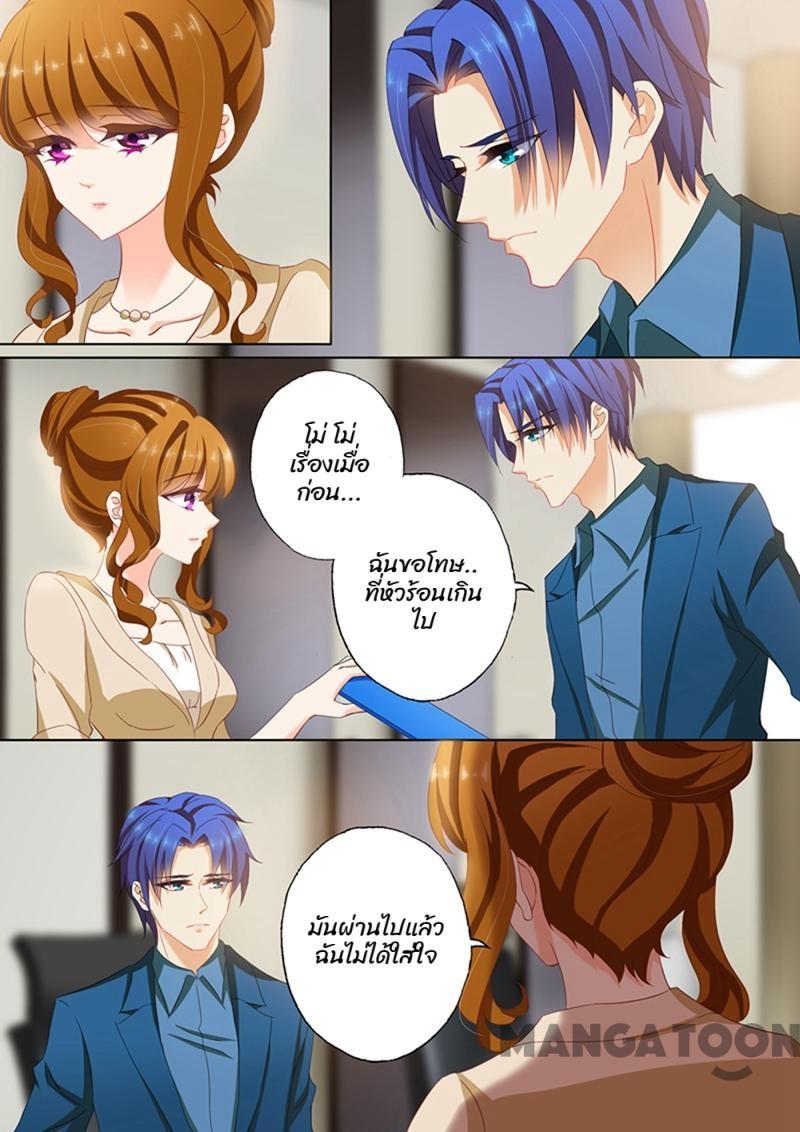 โม่ โม่
เรื่องเมื่อ
ก่อน...
ฉันขอโทษ..
ที่หัวร้อนเกิน
ไป
มันผ่านไปแล้ว
ฉันไม่ได้ใส่ใจ
MANGATOON